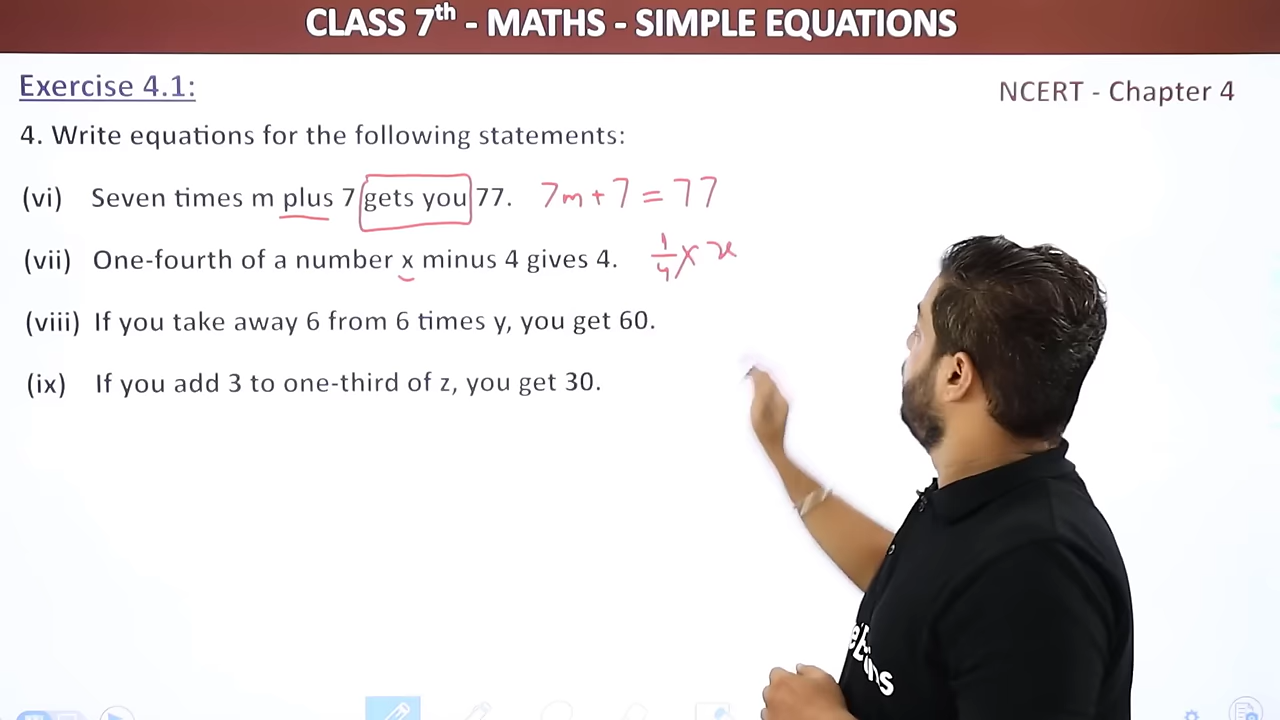 CLASS 7th - MATHS - SIMPLE EQUATIONS
Exercise 4.1:
NCERT - Chapter 4
4. Write equations for the following statements:
(vi) Seven times m plus 7 gets you 77. 7m + 7 = 77
(vii) One-fourth of a number x minus 4 gives 4. 1/4 × x
(viii) If you take away 6 from 6 times y, you get 60.
(ix) If you add 3 to one-third of z, you get 30.